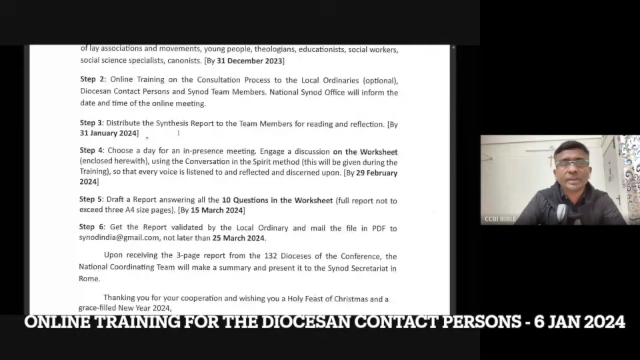 of lay associations and movements, young people, theologians, educationists, social workers,
social science specialists, canonists. [By 31 December 2023]
Step 2: Online Training on the Consultation Process to the Local Ordinaries (optional),
Diocesan Contact Persons and Synod Team Members. National Synod Office will inform the
date and time of the online meeting.
Step 3: Distribute the Synthesis Report to the Team Members for reading and reflection. [By
31 January 2024]
Step 4: Choose a day for an in-presence meeting. Engage a discussion on the Worksheet
(enclosed herewith), using the Conversation in the Spirit method (this will be given during the
Training), so that every voice is listened to and reflected and discerned upon. [By 29 February
2024]
Step 5: Draft a Report answering all the 10 Questions in the Worksheet (full report not to
exceed three A4 size pages). [By 15 March 2024]
Step 6: Get the Report validated by the Local Ordinary and mail the file in PDF to
synodindia@gmail.com, not later than 25 March 2024.
Upon receiving the 3-page report from the 132 Dioceses of the Conference, the
National Coordinating Team will make a summary and present it to the Synod Secretariat in
Rome.
Thanking you for your cooperation and wishing you a Holy Feast of Christmas and a
grace-filled New Year 2024,
CCBI BIBLE
ONLINE TRAINING FOR THE DIOCESAN CONTACT PERSONS - 6 JAN 2024